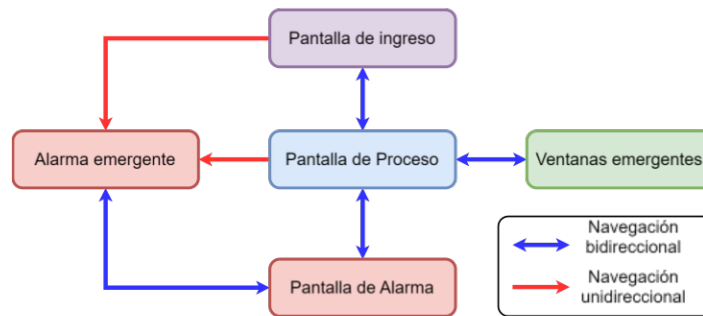 Pantalla de ingreso
Alarma emergente
Pantalla de Proceso
Ventanas emergentes
Pantalla de Alarma
Navegación
bidireccional
Navegación
unidireccional